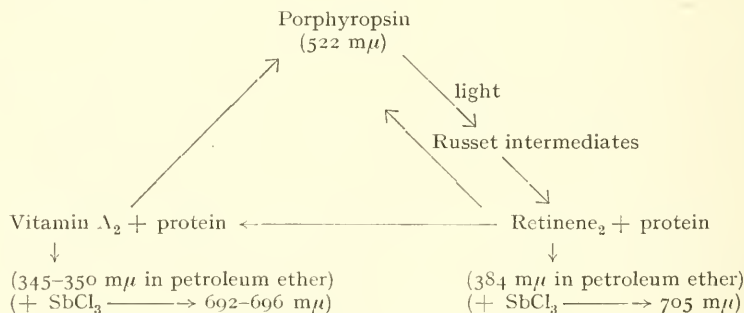 Porphyropsin
(522 mμ)
light
Russet intermediates
Vitamin A₂ + protein
Retinene₂ + protein
(345–350 mμ in petroleum ether)
(+ SbCl₃ ⟶ 692–696 mμ)
(384 mμ in petroleum ether)
(+ SbCl₃ ⟶ 705 mμ)